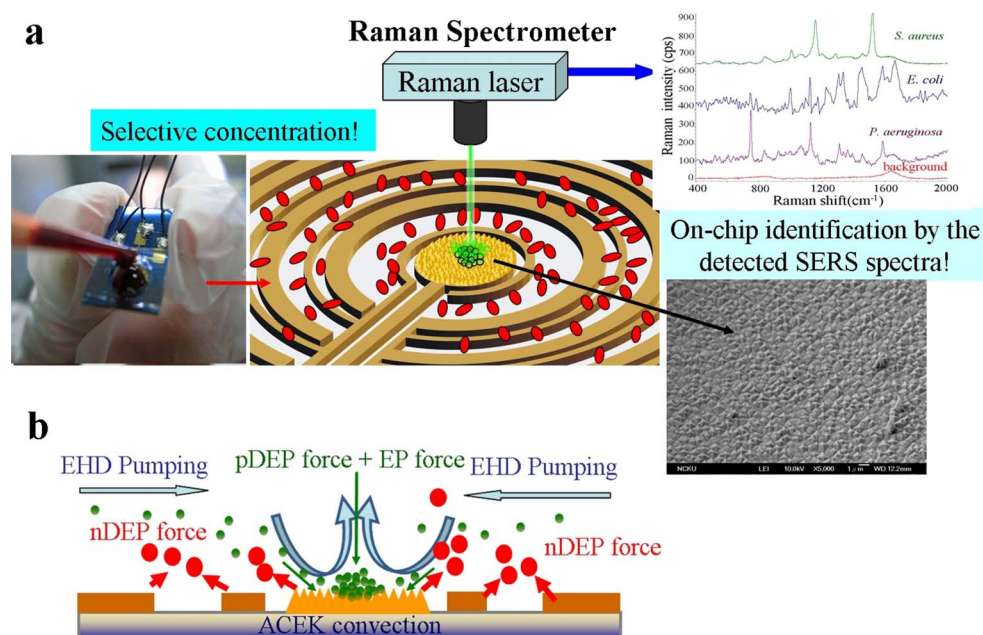 a
Raman Spectrometer
Raman laser
Selective concentration!
900
800
700
600
500
400
300
200
100
0
Raman intensity (cps)
S. aureus
E. coli
P. aeruginosa
background
400 800 1200 1600 2000
Raman shift(cm-1)
On-chip identification by the
detected SERS spectra!
NCKU LEI 10.0kV X5,000 1μm WD 12.2mm
b
EHD Pumping
pDEP force + EP force
EHD Pumping
nDEP force
nDEP force
ACEK convection